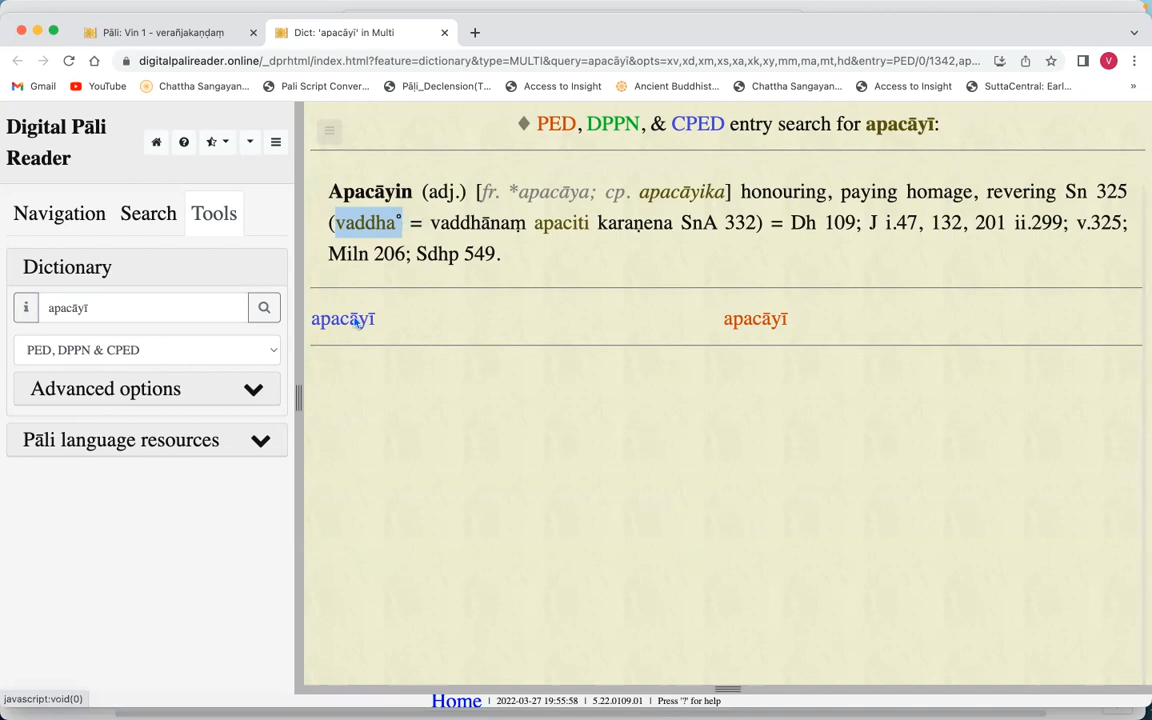 Pāli: Vin 1 - verañjakaṇḍaṃ
Dict: 'apacāyī' in Multi
digitalpalireader.online/_dprhtml/index.html?feature=dictionary&type=MULTI&query=apacāyī&opts=xv,xd,xm,xs,xa,xk,xy,mm,ma,mt,hd&entry=PED/0/1342,ap...
V
Gmail
YouTube
Chattha Sangayan...
Pali Script Conver...
Pāḷi_Declension(T...
Access to Insight
Ancient Buddhist...
Chattha Sangayan...
Access to Insight
SuttaCentral: Earl...
»
Digital Pāli
Reader
Navigation Search Tools
Dictionary
i apacāyī
PED, DPPN & CPED
Advanced options
Pāli language resources
♦ PED, DPPN, & CPED entry search for apacāyī:
Apacāyin (adj.) [fr. *apacāya; cp. apacāyika] honouring, paying homage, revering Sn 325
(vaddha° = vaddhānaṃ apaciti karaṇena SnA 332) = Dh 109; J i.47, 132, 201 ii.299; v.325;
Miln 206; Sdhp 549.
apacāyī apacāyī
javascript:void(0)
Home | 2022-03-27 19:55:58 | 5.22.0109.01 | Press '?' for help